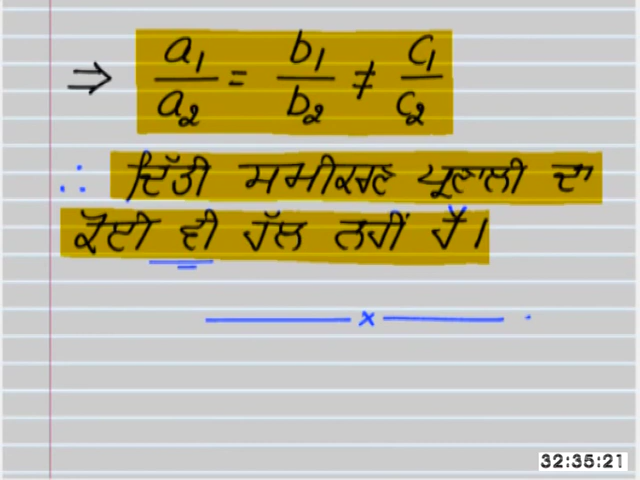 ⇒ a₁/a₂ = b₁/b₂ ≠ c₁/c₂
∴ ਦਿੱਤੀ ਸਮੀਕਰਣ ਪ੍ਰਣਾਲੀ ਦਾ
ਕੋਈ ਵੀ ਹੱਲ ਨਹੀਂ ਹੈ।
x
32:35:21